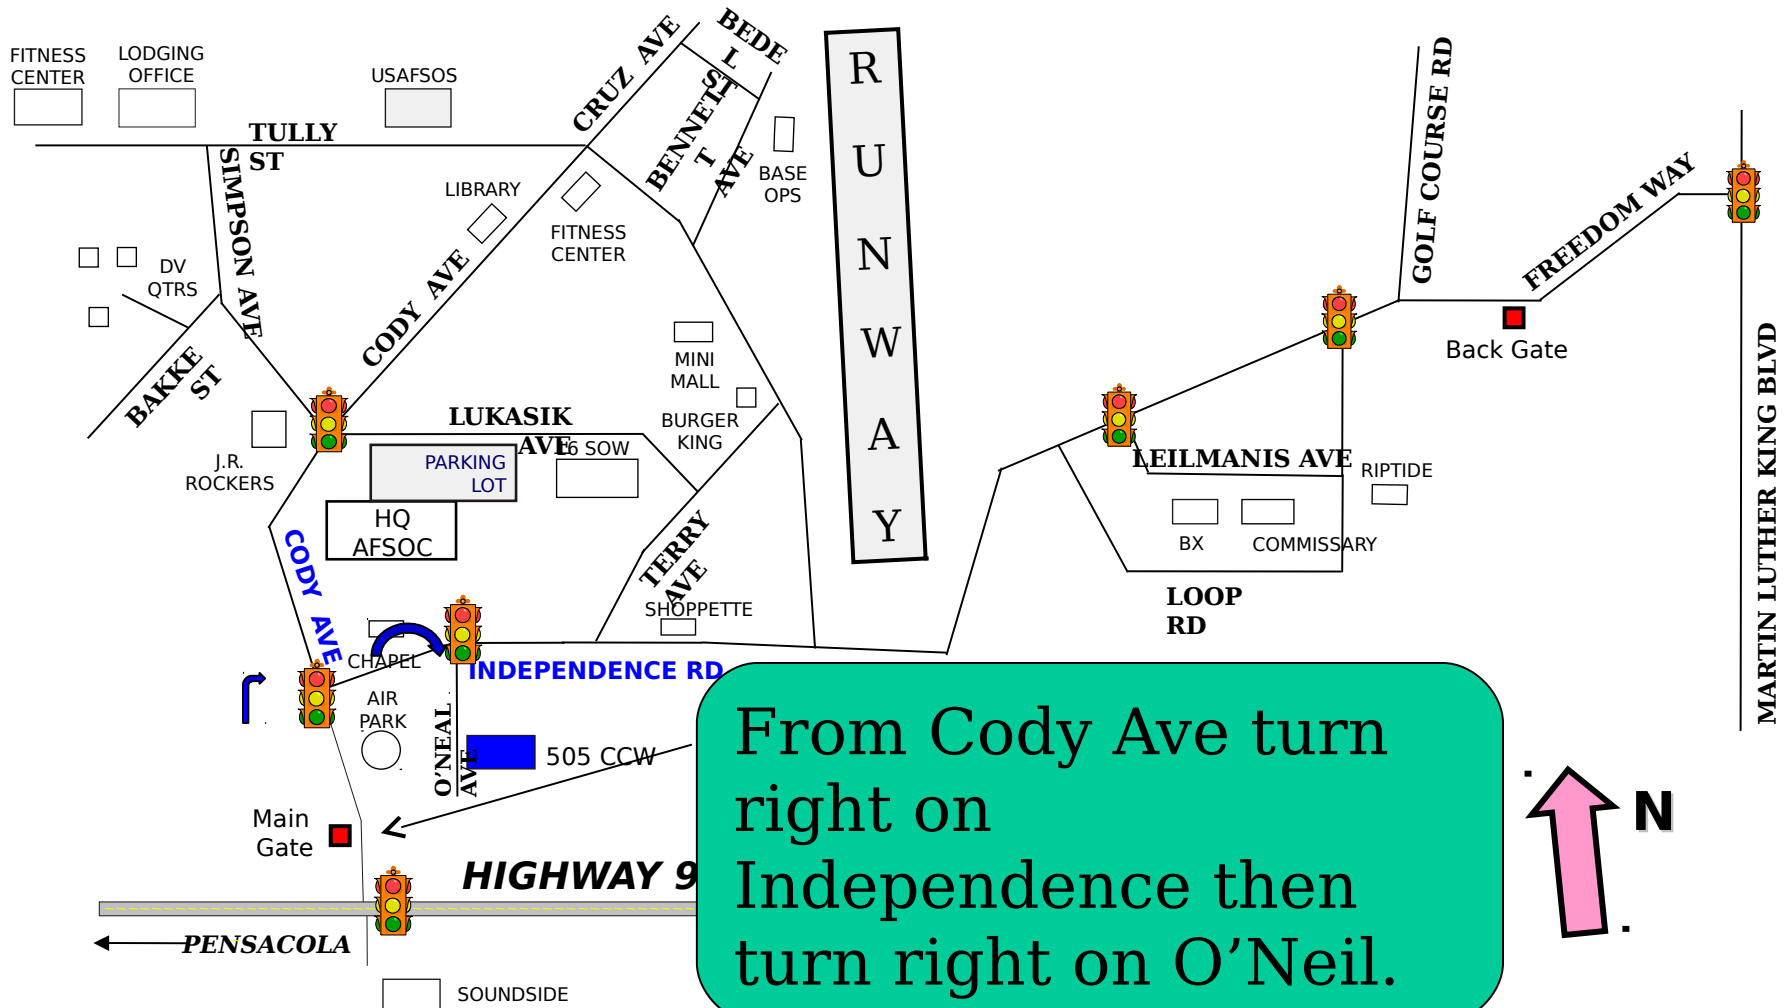 FITNESS
CENTER
LODGING
OFFICE
USAFSOS
CRUZ AVE
BEDE
L
ST
TULLY
ST
SIMPSON AVE
LIBRARY
FITNESS
CENTER
BENNET
T
AVE
BASE
OPS
RUNWAY
GOLF COURSE RD
FREEDOM WAY
DV
QTRS
BAKKE
ST
CODY AVE
MINI
MALL
BURGER
KING
Back Gate
MARTIN LUTHER KING BLVD
J.R.
ROCKERS
LUKASIK
AVE
PARKING
LOT
16 SOW
HQ
AFSOC
LEILMANIS AVE
RIPTIDE
BX
COMMISSARY
LOOP
RD
CODY AVE
TERRY
AVE
SHOPPETTE
CHAPEL
INDEPENDENCE RD
AIR
PARK
O'NEAL
AVE
505 CCW
Main
Gate
HIGHWAY 9
PENSACOLA
SOUNDSIDE
From Cody Ave turn
right on
Independence then
turn right on O’Neil.
N